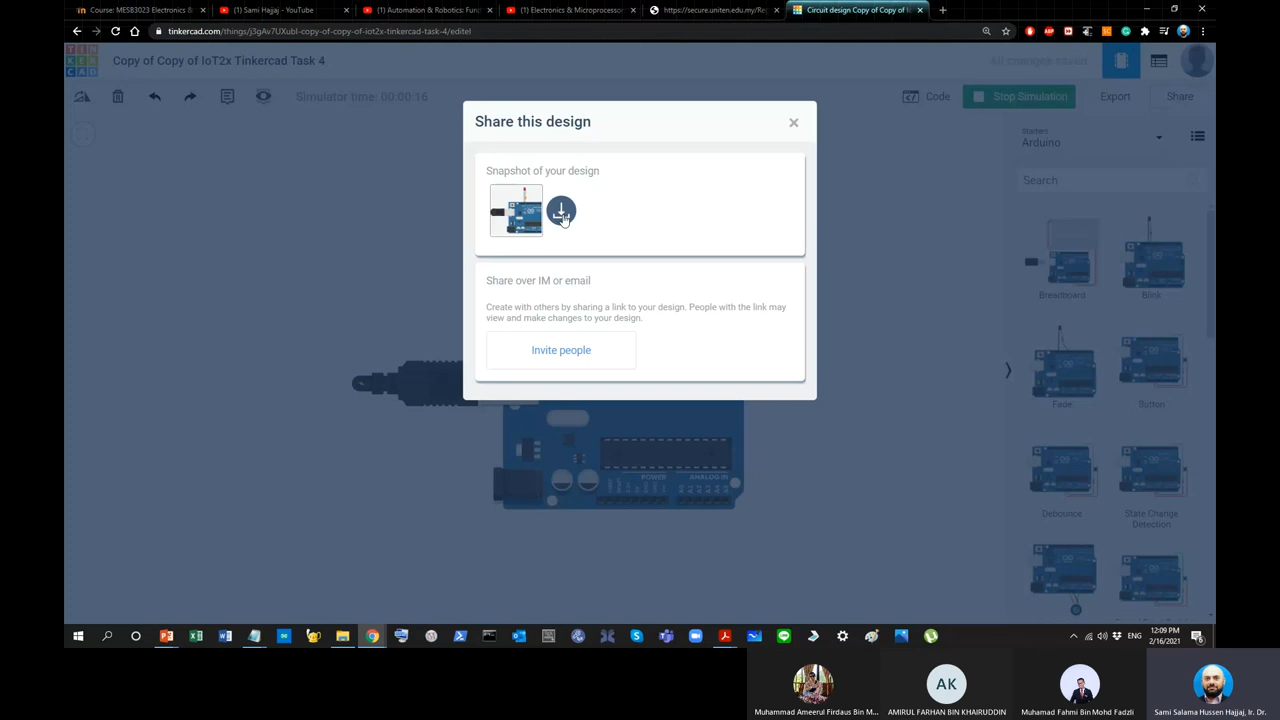 Course: MESB3023 Electronics &
(1) Sami Hajjaj - YouTube
(1) Automation & Robotics: Fun
(1) Electronics & Microprocessor
https://secure.uniten.edu.my/Re
Circuit design Copy of Copy of Io
tinkercad.com/things/j3gAv7UXubl-copy-of-copy-of-iot2x-tinkercad-task-4/editel
TIN
KER
CAD
Copy of Copy of IoT2x Tinkercad Task 4
All changes saved
Simulator time: 00:00:16
Code
Stop Simulation
Export
Share
Share this design
Snapshot of your design
Share over IM or email
Create with others by sharing a link to your design. People with the link may
view and make changes to your design.
Invite people
Starters
Arduino
Search
Breadboard
Blink
Fade
Button
Debounce
State Change
Detection
POWER
ANALOG IN
ENG
12:09 PM
2/16/2021
AK
Muhammad Ameerul Firdaus Bin M...
AMIRUL FARHAN BIN KHAIRUDDIN
Muhamad Fahmi Bin Mohd Fadzli
Sami Salama Hussen Hajjaj, Ir. Dr.